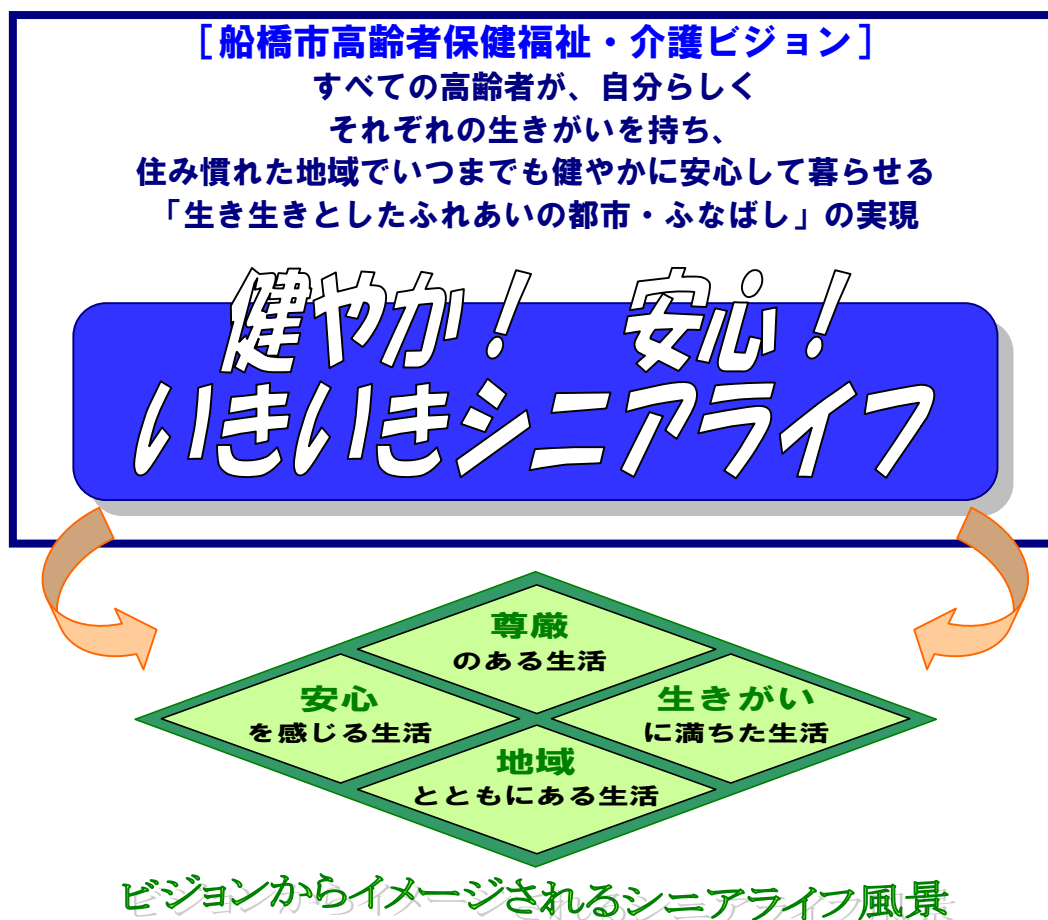 ［船橋市高齢者保健福祉・介護ビジョン］
すべての高齢者が、自分らしく
それぞれの生きがいを持ち、
住み慣れた地域でいつまでも健やかに安心して暮らせる
「生き生きとしたふれあいの都市・ふなばし」の実現
健やか！　安心！
いきいきシニアライフ
尊厳
のある生活
安心
を感じる生活
生きがい
に満ちた生活
地域
とともにある生活
ビジョンからイメージされるシニアライフ風景